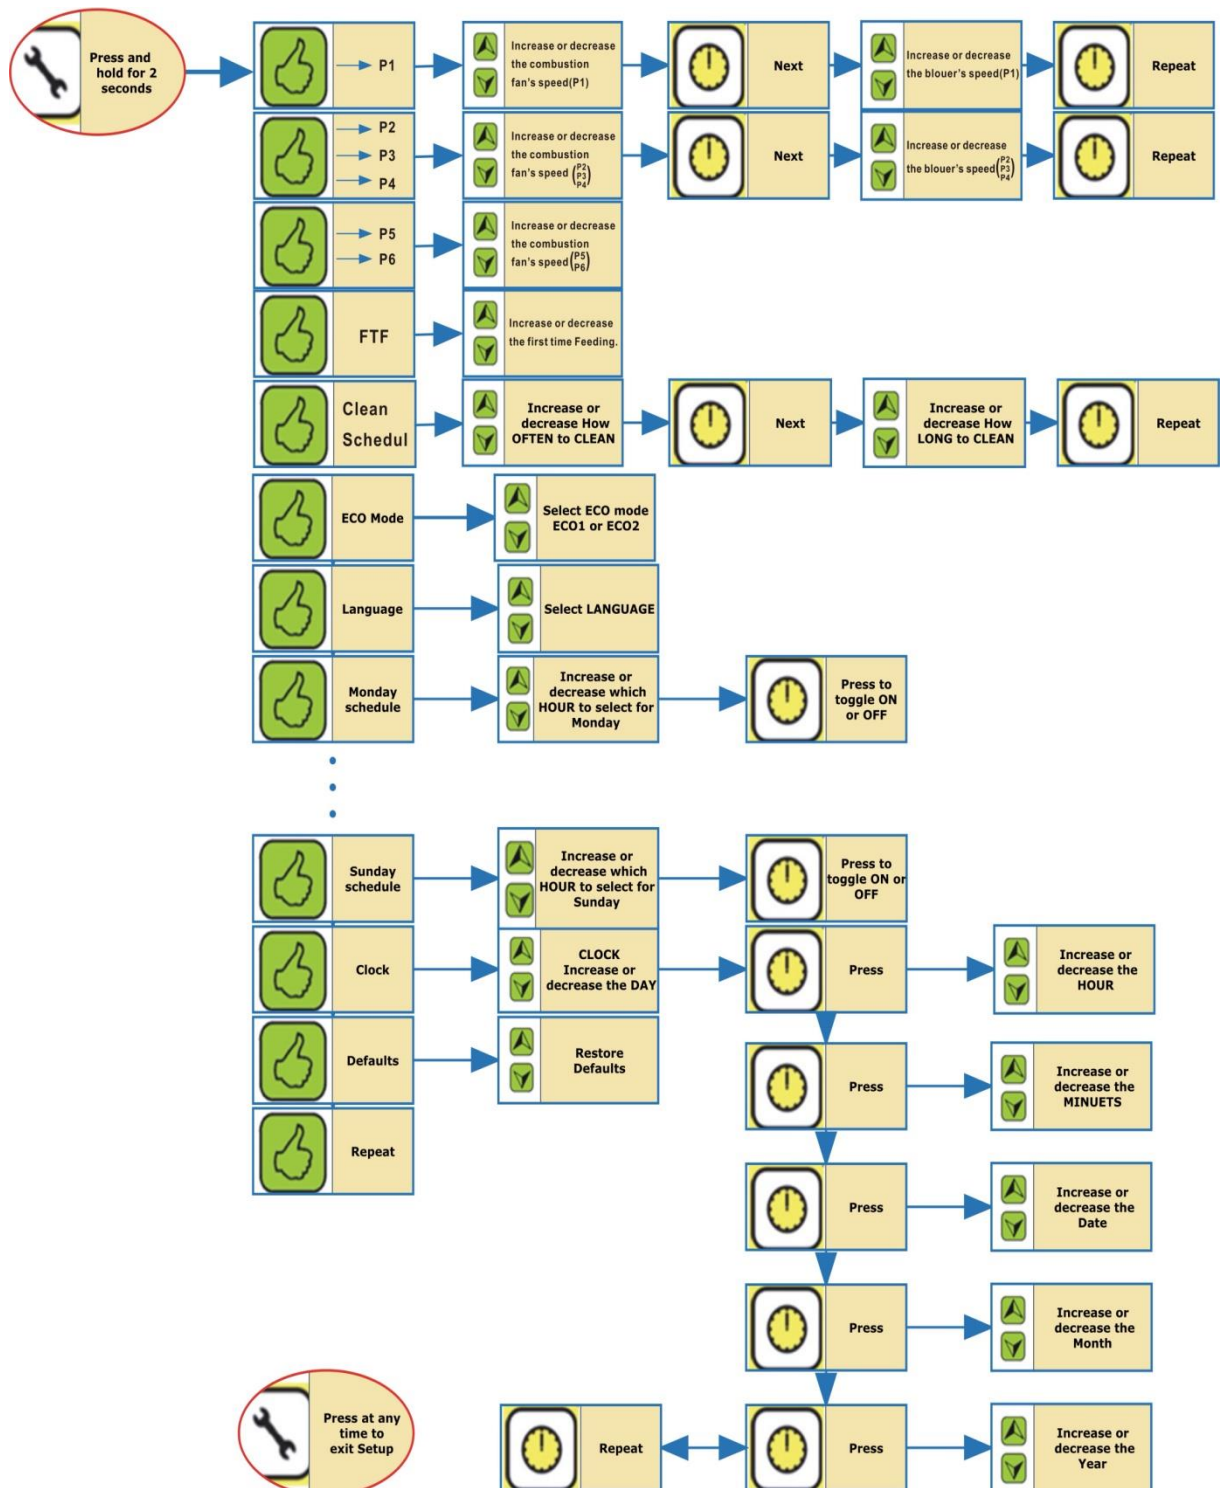 Press and
hold for 2
seconds
P1
Increase or decrease
the combustion
fan's speed(P1)
Next
Increase or decrease
the blouer's speed(P1)
Repeat
P2
P3
P4
Increase or decrease
the combustion
fan's speed (P2 P3 P4)
Next
Increase or decrease
the blouer's speed(P2 P3 P4)
Repeat
P5
P6
Increase or decrease
the combustion
fan's speed(P5 P6)
FTF
Increase or decrease
the first time Feeding.
Clean
Schedul
Increase or
decrease How
OFTEN to CLEAN
Next
Increase or
decrease How
LONG to CLEAN
Repeat
ECO Mode
Select ECO mode
ECO1 or ECO2
Language
Select LANGUAGE
Monday
schedule
Increase or
decrease which
HOUR to select for
Monday
Press to
toggle ON
or OFF
Sunday
schedule
Increase or
decrease which
HOUR to select for
Sunday
Press to
toggle ON or
OFF
Clock
CLOCK
Increase or
decrease the DAY
Press
Increase or
decrease the
HOUR
Defaults
Restore
Defaults
Press
Increase or
decrease the
MINUETS
Repeat
Press
Increase or
decrease the
Date
Press
Increase or
decrease the
Month
Press at any
time to
exit Setup
Repeat
Press
Increase or
decrease the
Year